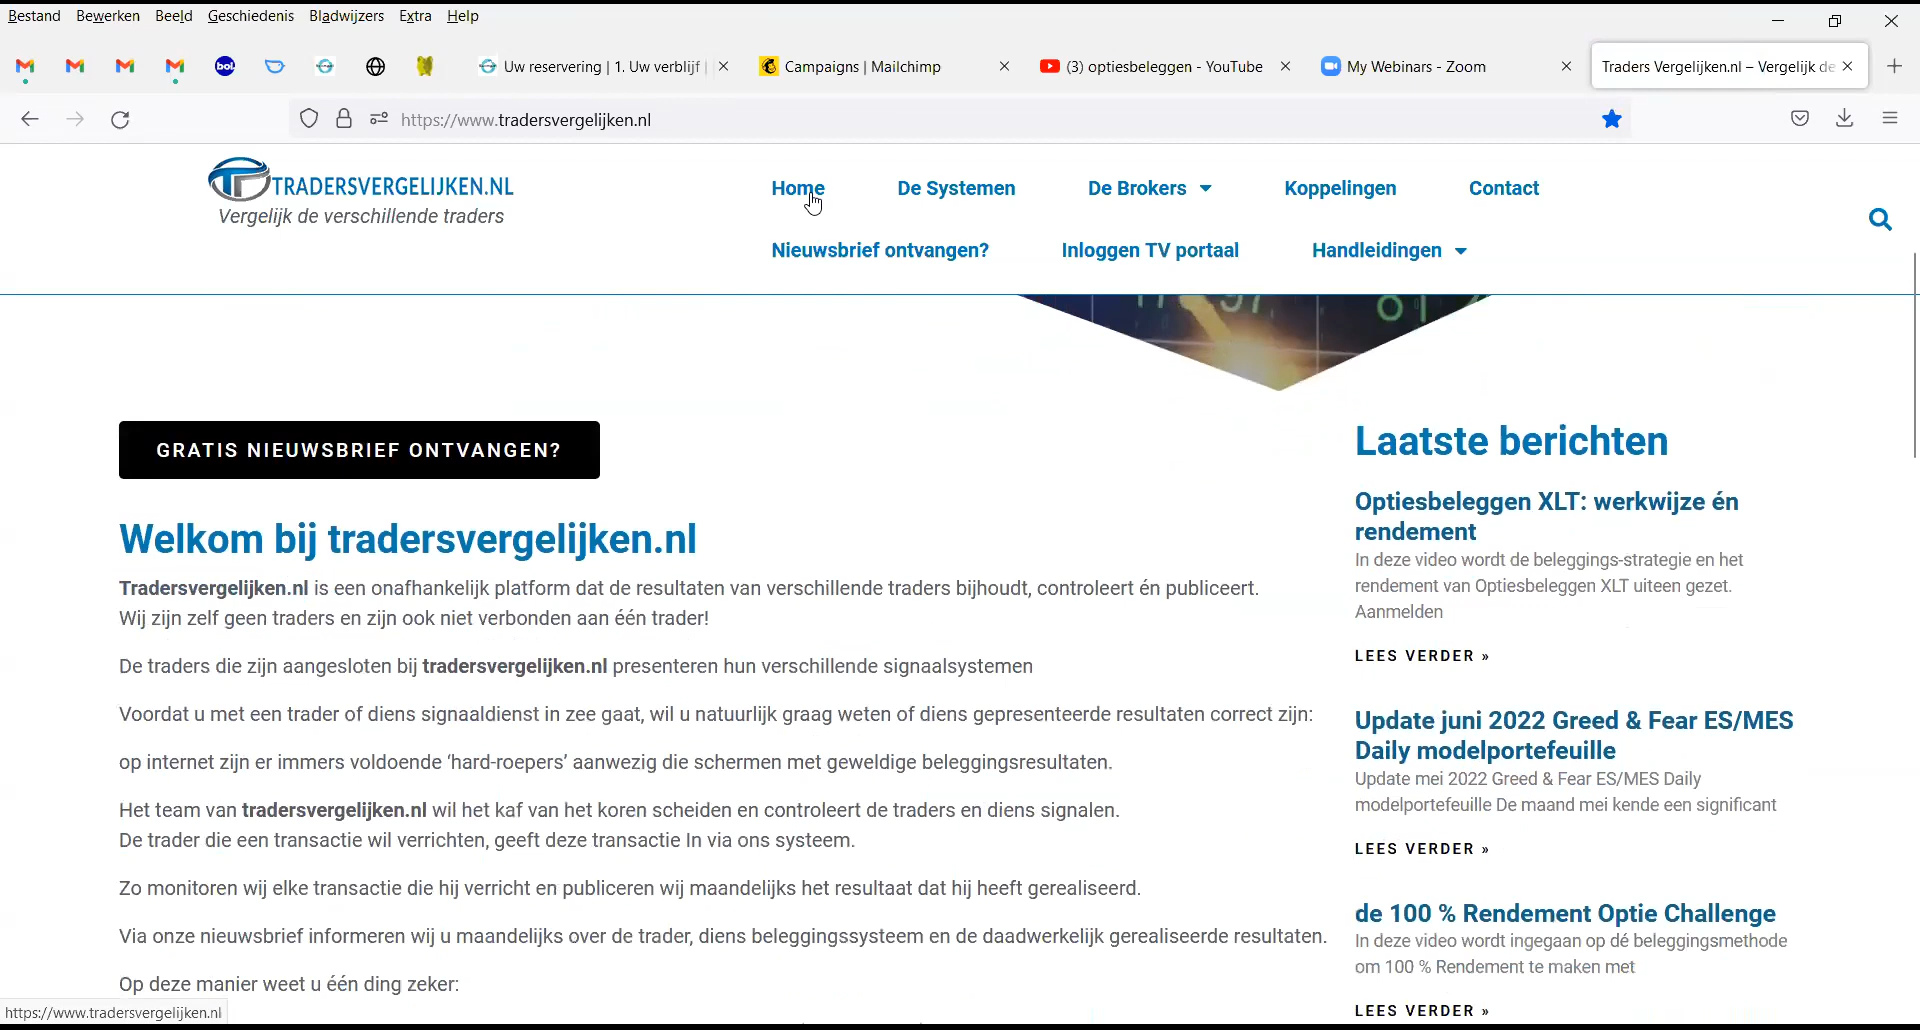 Bestand Bewerken Beeld Geschiedenis Bladwijzers Extra Help
bol. Uw reservering | 1. Uw verblijf | Campaigns | Mailchimp (3) optiesbeleggen - YouTube My Webinars - Zoom Traders Vergelijken.nl – Vergelijk de
https://www.tradersvergelijken.nl
TRADERSVERGELIJKEN.NL
Vergelijk de verschillende traders
Home De Systemen De Brokers Koppelingen Contact
Nieuwsbrief ontvangen? Inloggen TV portaal Handleidingen
GRATIS NIEUWSBRIEF ONTVANGEN?
Welkom bij tradersvergelijken.nl
Tradersvergelijken.nl is een onafhankelijk platform dat de resultaten van verschillende traders bijhoudt, controleert én publiceert.
Wij zijn zelf geen traders en zijn ook niet verbonden aan één trader!
De traders die zijn aangesloten bij tradersvergelijken.nl presenteren hun verschillende signaalsystemen
Voordat u met een trader of diens signaaldienst in zee gaat, wil u natuurlijk graag weten of diens gepresenteerde resultaten correct zijn:
op internet zijn er immers voldoende ‘hard-roepers’ aanwezig die schermen met geweldige beleggingsresultaten.
Het team van tradersvergelijken.nl wil het kaf van het koren scheiden en controleert de traders en diens signalen.
De trader die een transactie wil verrichten, geeft deze transactie In via ons systeem.
Zo monitoren wij elke transactie die hij verricht en publiceren wij maandelijks het resultaat dat hij heeft gerealiseerd.
Via onze nieuwsbrief informeren wij u maandelijks over de trader, diens beleggingssysteem en de daadwerkelijk gerealiseerde resultaten.
Op deze manier weet u één ding zeker:
Laatste berichten
Optiesbeleggen XLT: werkwijze én
rendement
In deze video wordt de beleggings-strategie en het
rendement van Optiesbeleggen XLT uiteen gezet.
Aanmelden
LEES VERDER »
Update juni 2022 Greed & Fear ES/MES
Daily modelportefeuille
Update mei 2022 Greed & Fear ES/MES Daily
modelportefeuille De maand mei kende een significant
LEES VERDER »
de 100 % Rendement Optie Challenge
In deze video wordt ingegaan op dé beleggingsmethode
om 100 % Rendement te maken met
LEES VERDER »
https://www.tradersvergelijken.nl